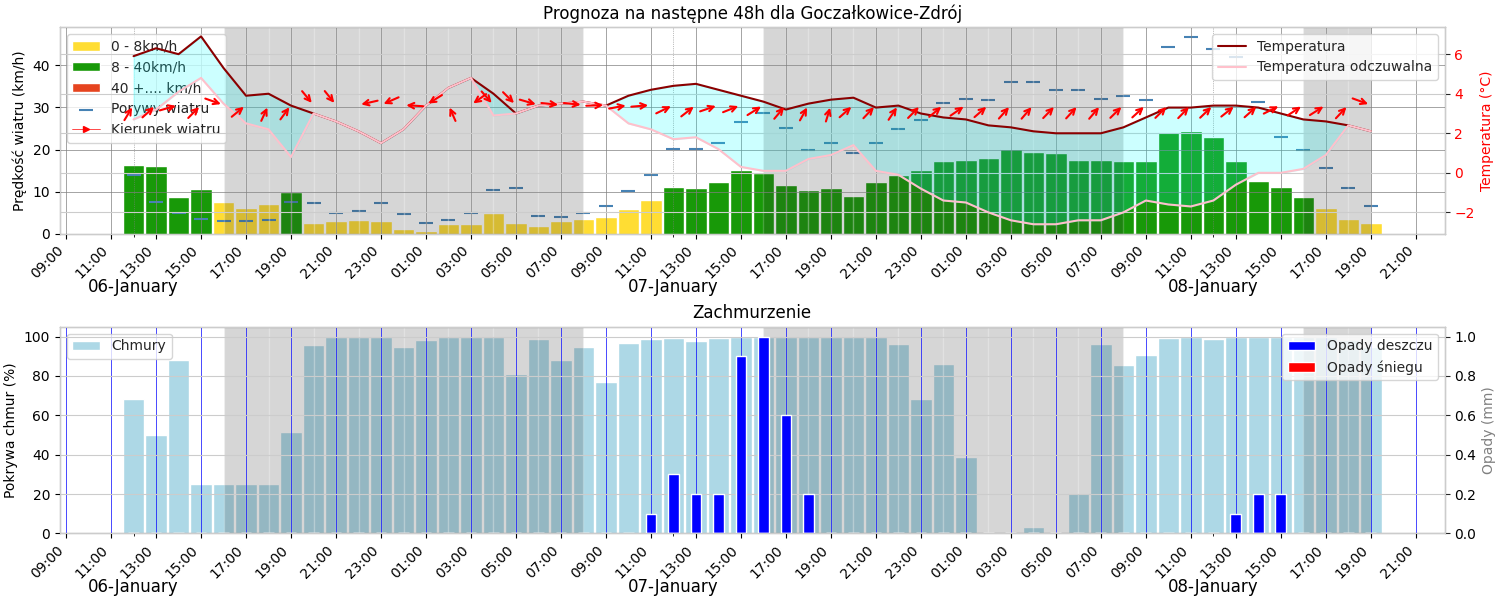 Prognoza na następne 48h dla Goczałkowice-Zdrój
Prędkość wiatru (km/h)
40
30
20
10
0
0 - 8km/h
8 - 40km/h
40 +.... km/h
Porywy wiatru
Kierunek wiatru
Temperatura
Temperatura odczuwalna
6
4
2
0
−2
Temperatura (°C)
09:00 11:00 13:00 15:00 17:00 19:00 21:00 23:00 01:00 03:00 05:00 07:00 09:00 11:00 13:00 15:00 17:00 19:00 21:00 23:00 01:00 03:00 05:00 07:00 09:00 11:00 13:00 15:00 17:00 19:00 21:00
06-January 07-January 08-January
Zachmurzenie
Pokrywa chmur (%)
100
80
60
40
20
0
Chmury
Opady deszczu
Opady śniegu
1.0
0.8
0.6
0.4
0.2
0.0
Opady (mm)
09:00 11:00 13:00 15:00 17:00 19:00 21:00 23:00 01:00 03:00 05:00 07:00 09:00 11:00 13:00 15:00 17:00 19:00 21:00 23:00 01:00 03:00 05:00 07:00 09:00 11:00 13:00 15:00 17:00 19:00 21:00
06-January 07-January 08-January